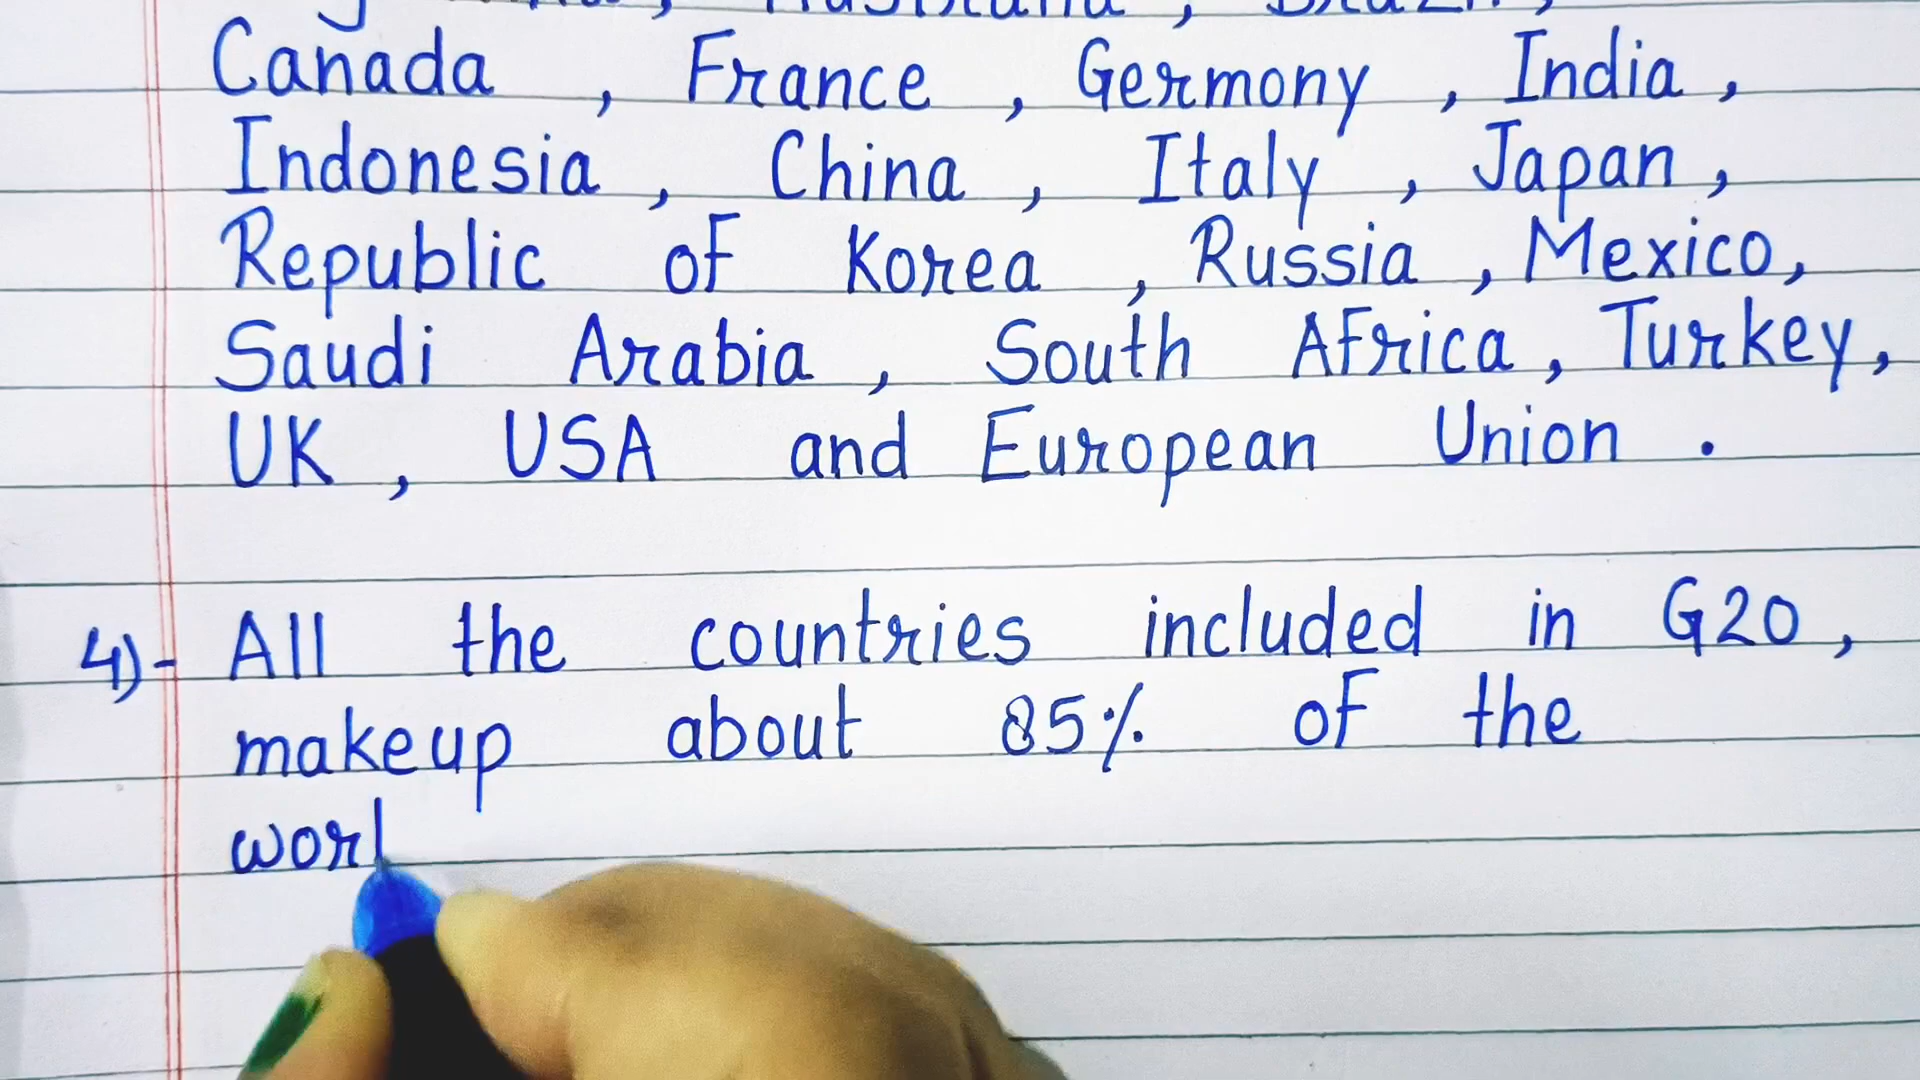 Canada , France , Germony , India ,
Indonesia , China , Italy , Japan ,
Republic of Korea , Russia , Mexico,
Saudi Arabia , South Africa , Turkey,
UK , USA and European Union .
4)- All the countries included in G20 ,
makeup about 85% of the
worl